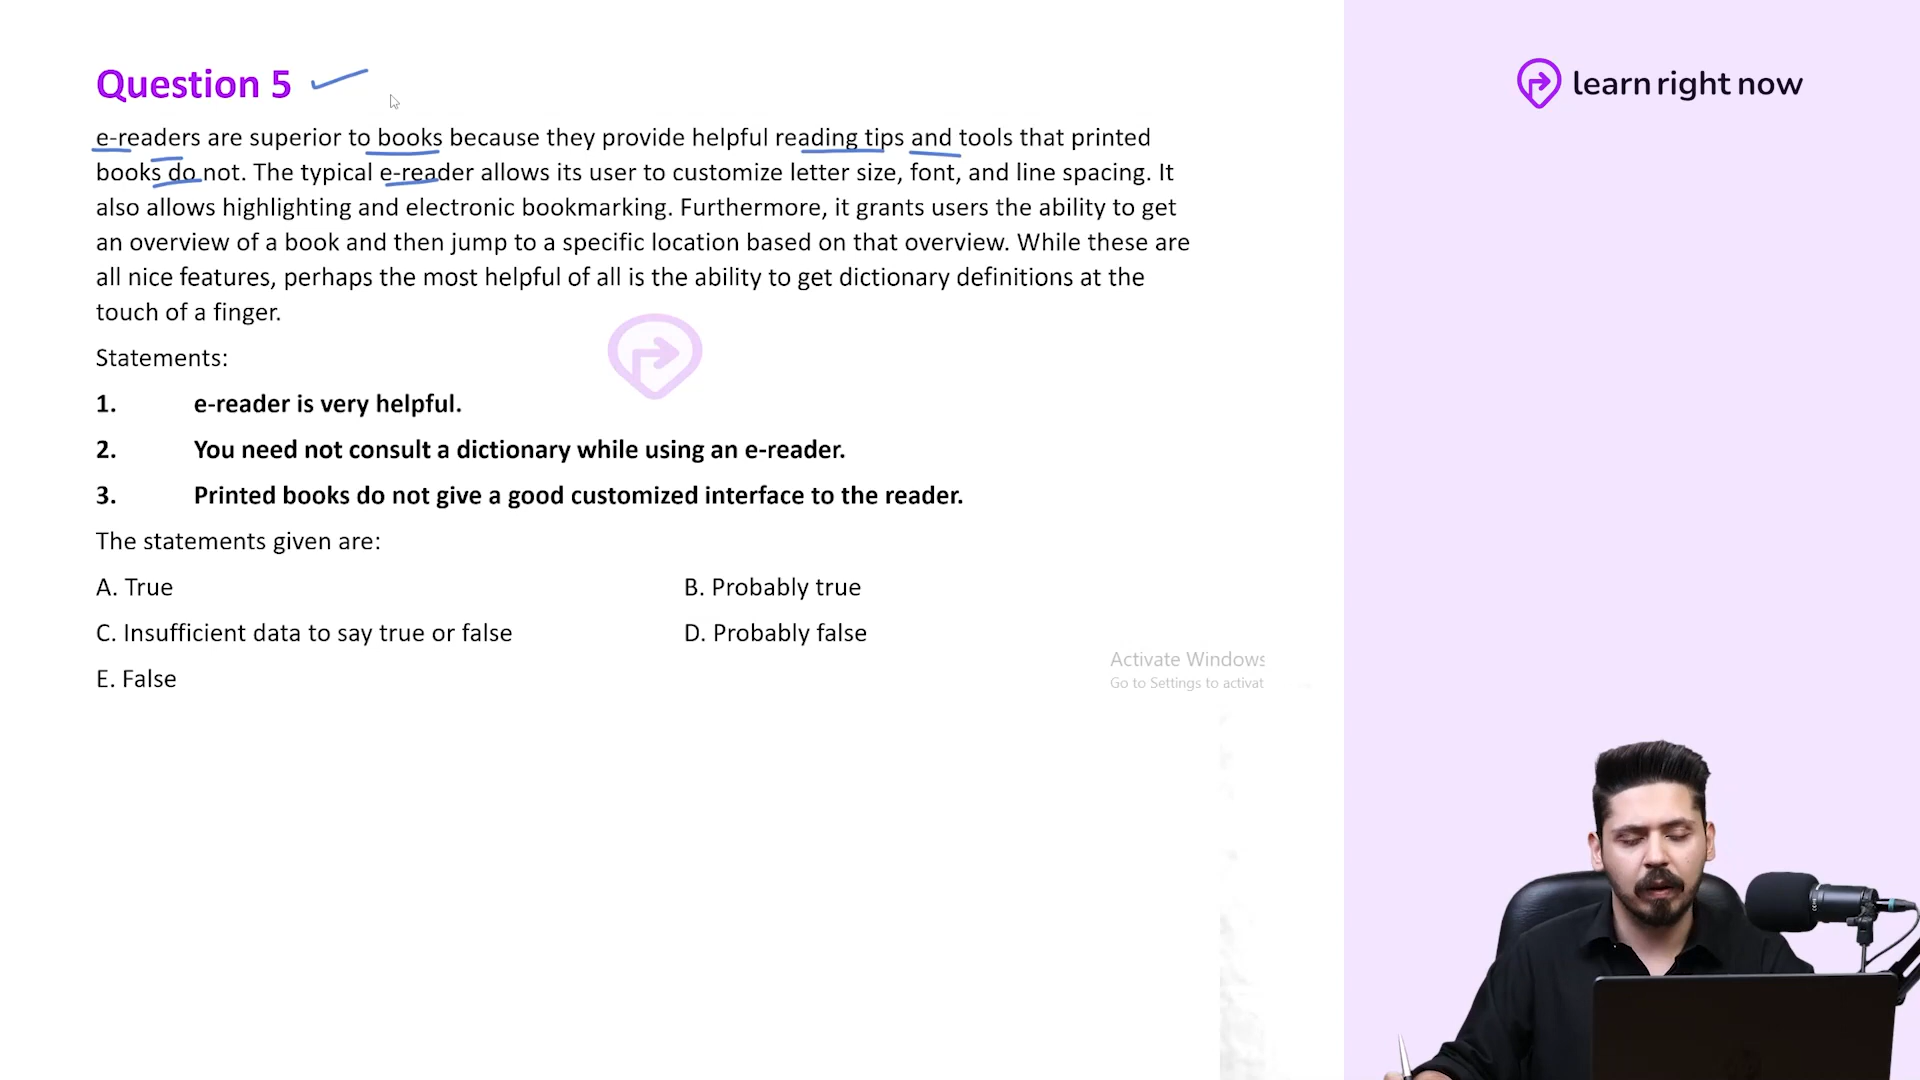 Question 5
learn right now
e-readers are superior to books because they provide helpful reading tips and tools that printed
books do not. The typical e-reader allows its user to customize letter size, font, and line spacing. It
also allows highlighting and electronic bookmarking. Furthermore, it grants users the ability to get
an overview of a book and then jump to a specific location based on that overview. While these are
all nice features, perhaps the most helpful of all is the ability to get dictionary definitions at the
touch of a finger.
Statements:
1. e-reader is very helpful.
2. You need not consult a dictionary while using an e-reader.
3. Printed books do not give a good customized interface to the reader.
The statements given are:
A. True B. Probably true
C. Insufficient data to say true or false D. Probably false
E. False
Activate Windows
Go to Settings to activat